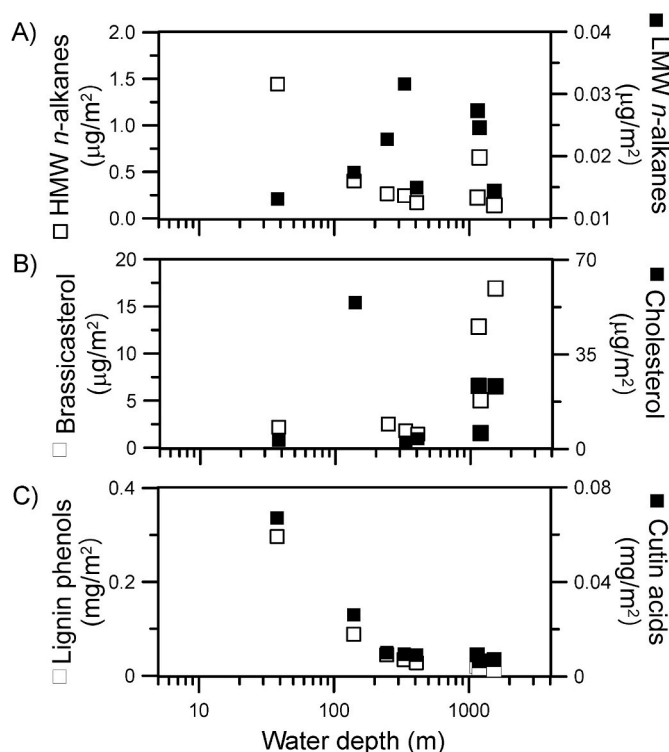 A)
□ HMW n-alkanes
(µg/m²)
2.0
1.5
1.0
0.5
0.0
0.04
0.03
0.02
0.01
(µg/m²)
■ LMW n-alkanes
B)
□ Brassicasterol
(µg/m²)
20
15
10
5
0
70
35
0
(µg/m²)
■ Cholesterol
10 100 1000
C)
□ Lignin phenols
(mg/m²)
0.4
0.2
0
0.08
0.04
0
(mg/m²)
■ Cutin acids
10 100 1000
Water depth (m)